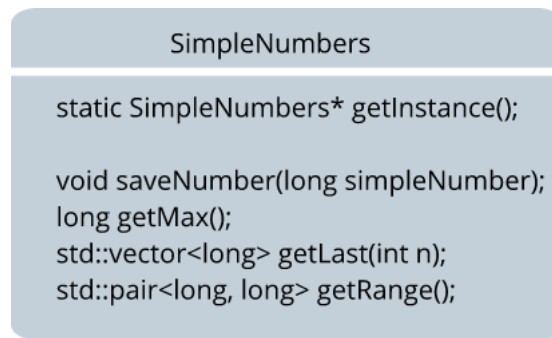 SimpleNumbers
static SimpleNumbers* getInstance();
void saveNumber(long simpleNumber);
long getMax();
std::vector<long> getLast(int n);
std::pair<long, long> getRange();